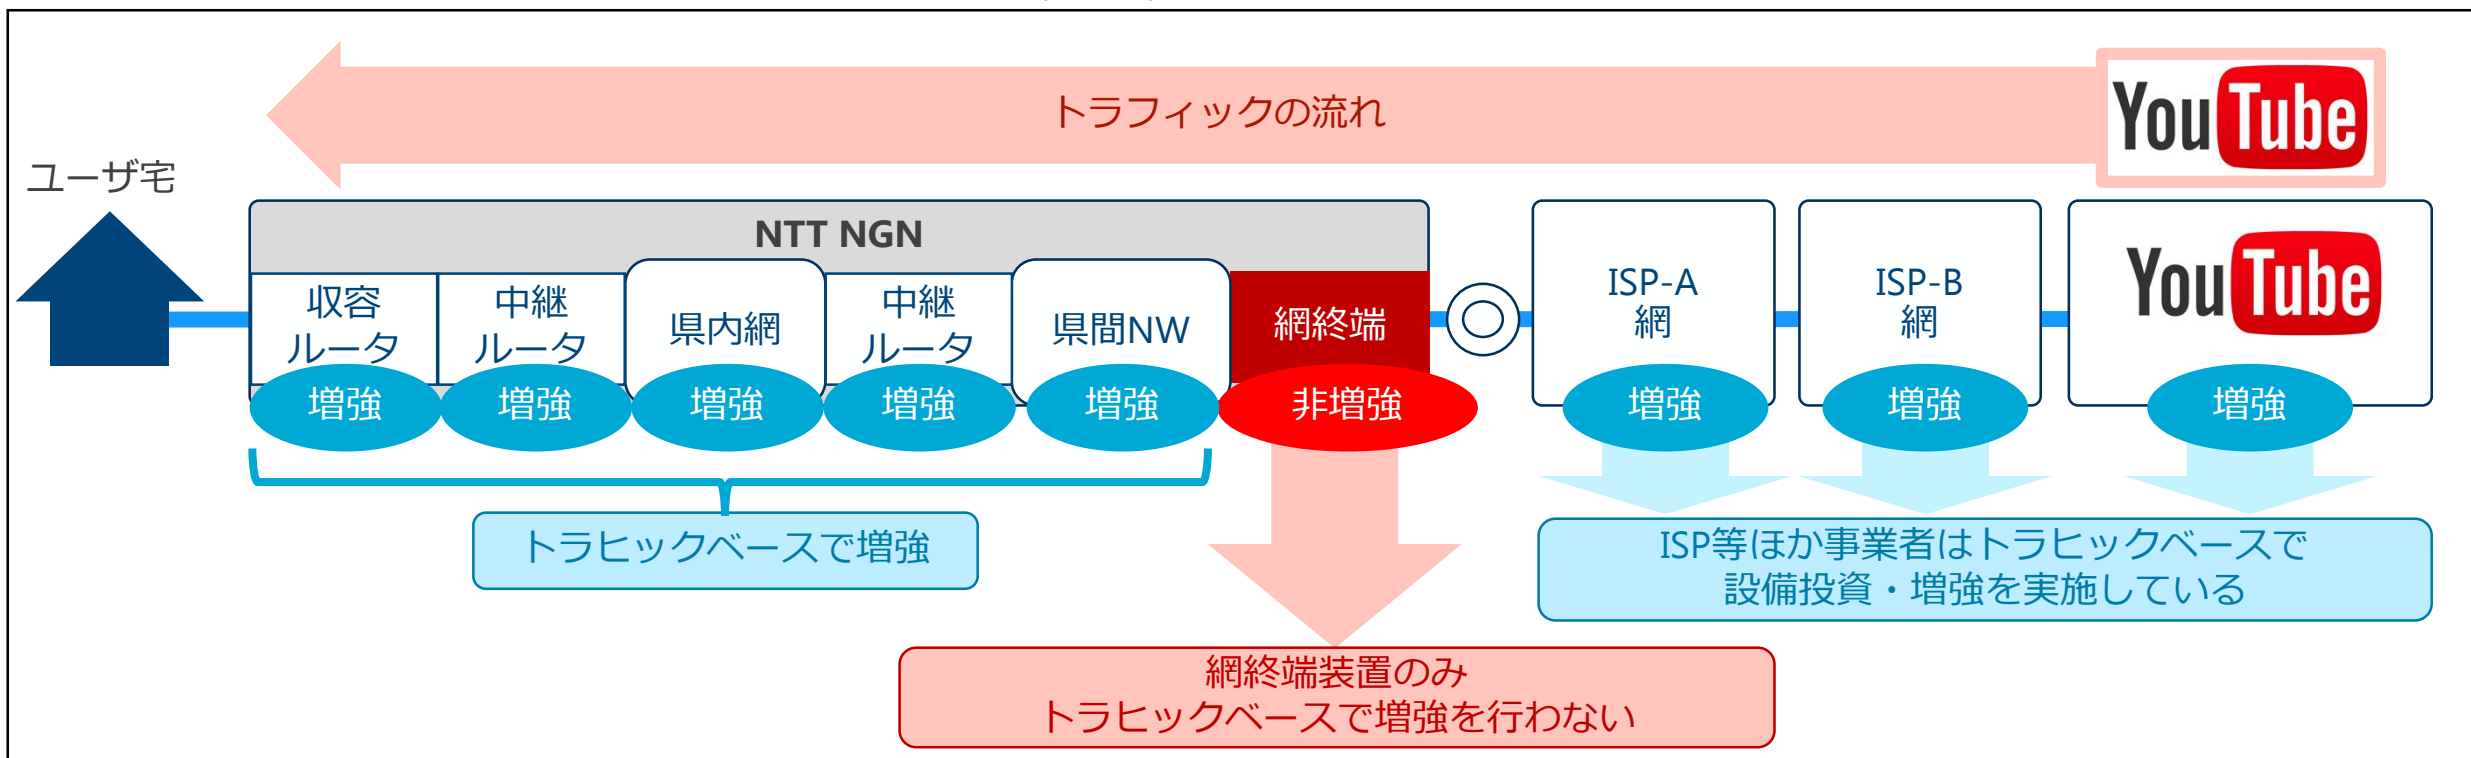 トラフィックの流れ
YouTube
ユーザ宅
NTT NGN
収容
ルータ
中継
ルータ
県内網
中継
ルータ
県間NW
網終端
ISP-A
網
ISP-B
網
YouTube
増強
増強
増強
増強
増強
非増強
増強
増強
増強
トラヒックベースで増強
ISP等ほか事業者はトラヒックベースで
設備投資・増強を実施している
網終端装置のみ
トラヒックベースで増強を行わない